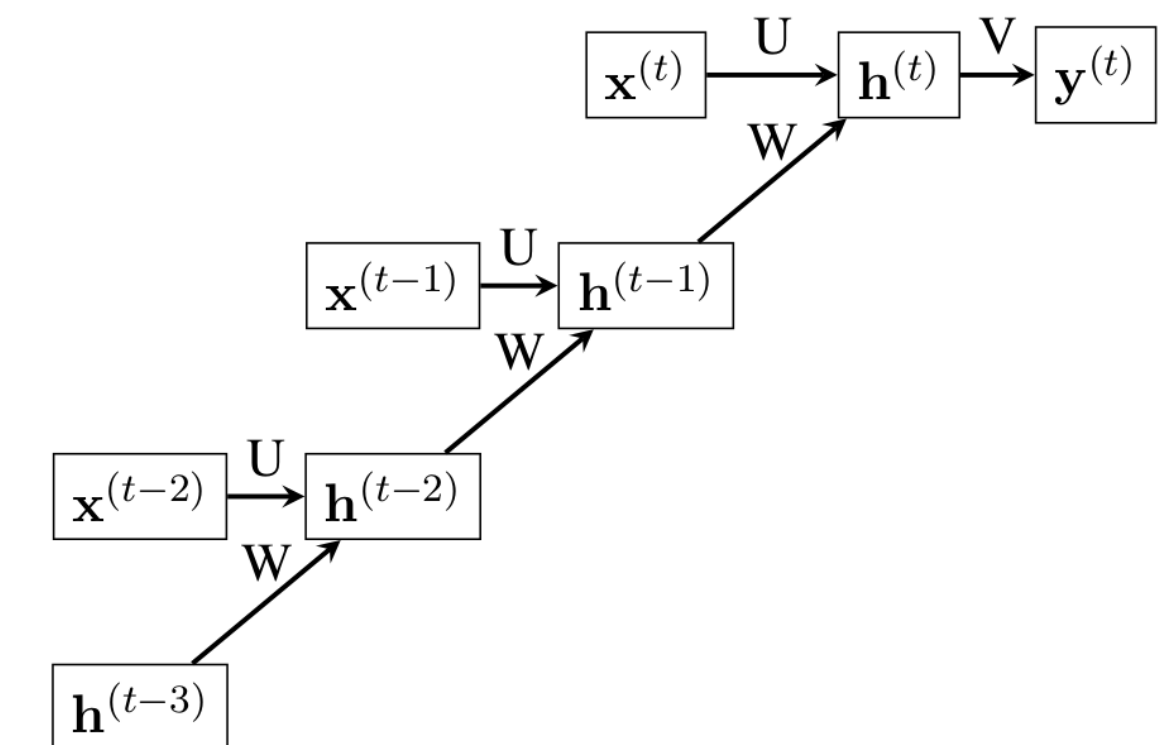 U V
x^(t) h^(t) y^(t)
W
U
x^(t−1) h^(t−1)
W
U
x^(t−2) h^(t−2)
W
h^(t−3)